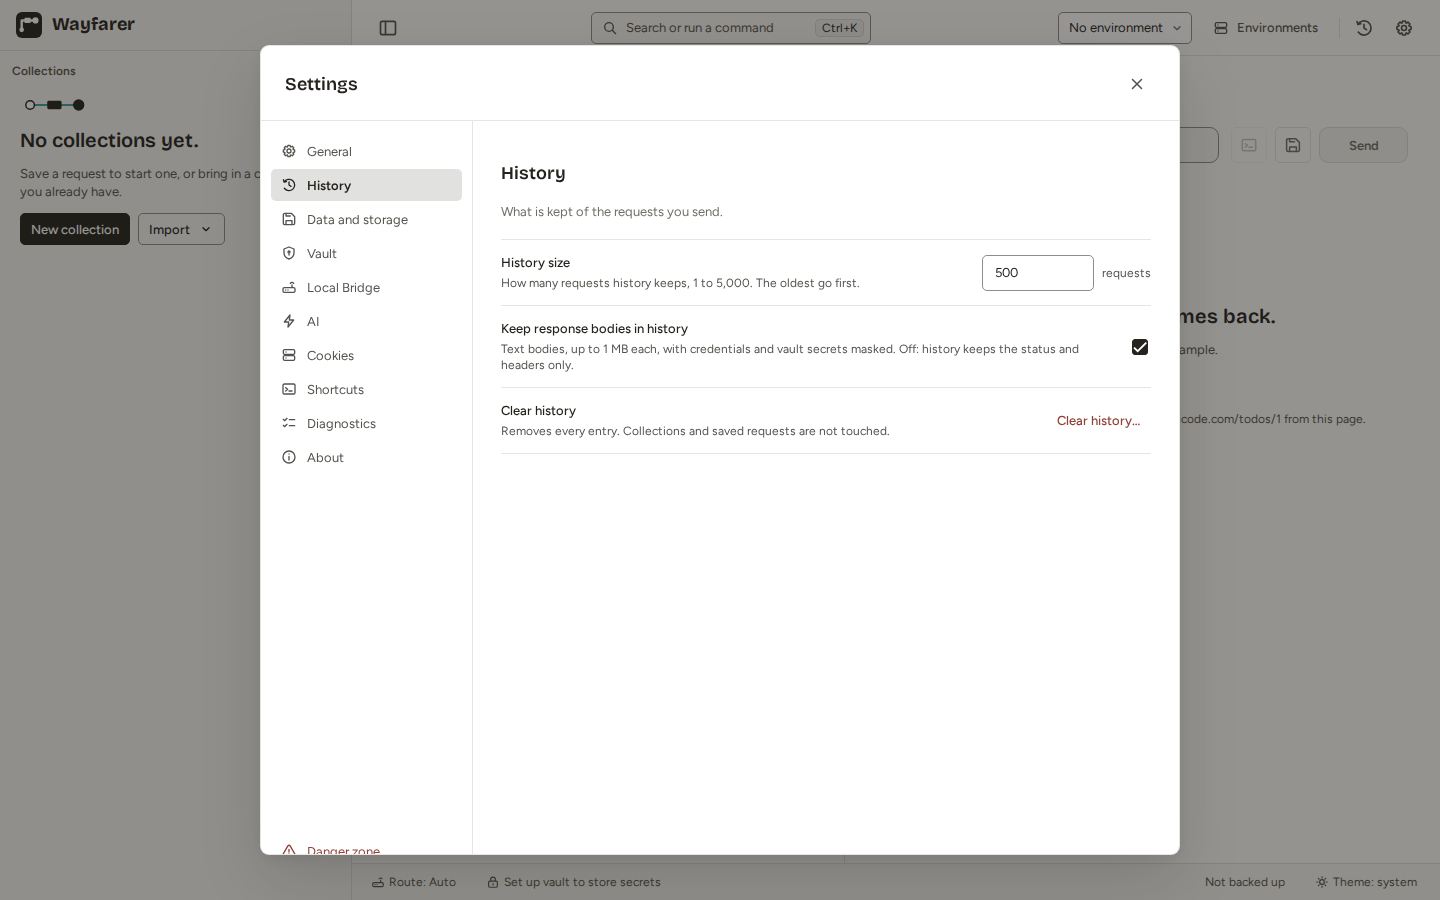 Wayfarer
Search or run a command
Ctrl+K
No environment
Environments
Collections
No collections yet.
Save a request to start one, or bring in a c
you already have.
New collection
Import
Settings
General
History
Data and storage
Vault
Local Bridge
AI
Cookies
Shortcuts
Diagnostics
About
Danger zone
History
What is kept of the requests you send.
History size
How many requests history keeps, 1 to 5,000. The oldest go first.
500
requests
Keep response bodies in history
Text bodies, up to 1 MB each, with credentials and vault secrets masked. Off: history keeps the status and
headers only.
Clear history
Removes every entry. Collections and saved requests are not touched.
Clear history...
Send
mes back.
ample.
code.com/todos/1 from this page.
Route: Auto
Set up vault to store secrets
Not backed up
Theme: system